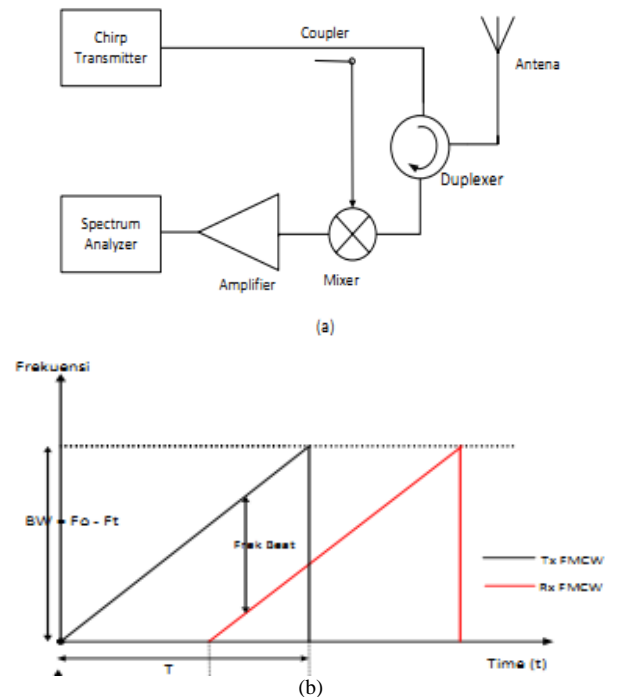 Chirp
Transmitter
Coupler
Antena
Duplexer
Spectrum
Analyzer
Amplifier
Mixer
(a)
Frekuensi
BW = Fo - Ft
Frek Beat
Tx FMCW
Rx FMCW
T
Time (t)
(b)